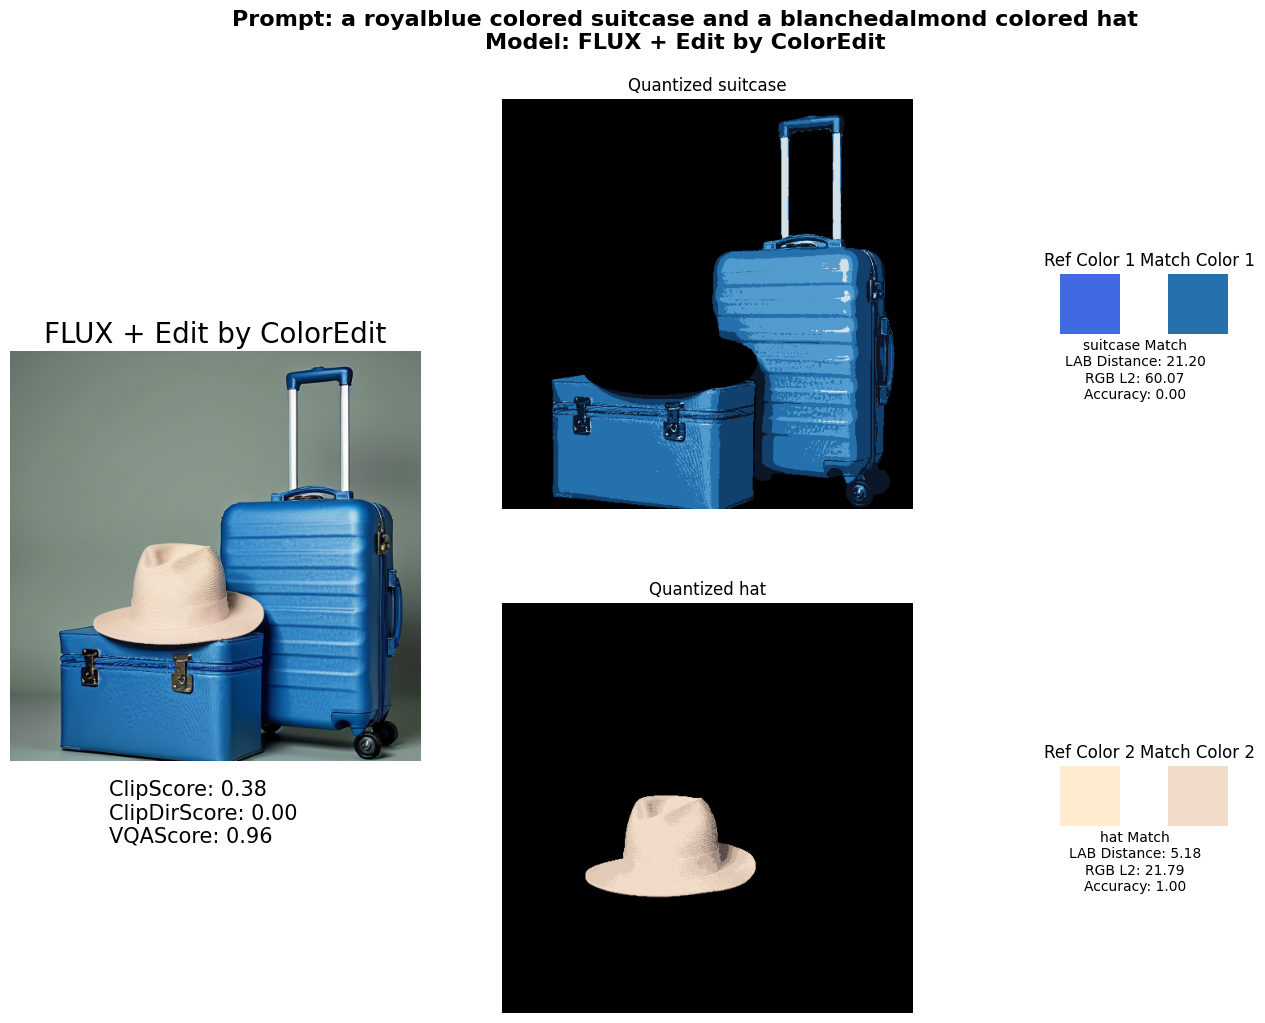 Prompt: a royalblue colored suitcase and a blanchedalmond colored hat
Model: FLUX + Edit by ColorEdit
FLUX + Edit by ColorEdit
ClipScore: 0.38
ClipDirScore: 0.00
VQAScore: 0.96
Quantized suitcase
Ref Color 1 Match Color 1
suitcase Match
LAB Distance: 21.20
RGB L2: 60.07
Accuracy: 0.00
Quantized hat
Ref Color 2 Match Color 2
hat Match
LAB Distance: 5.18
RGB L2: 21.79
Accuracy: 1.00